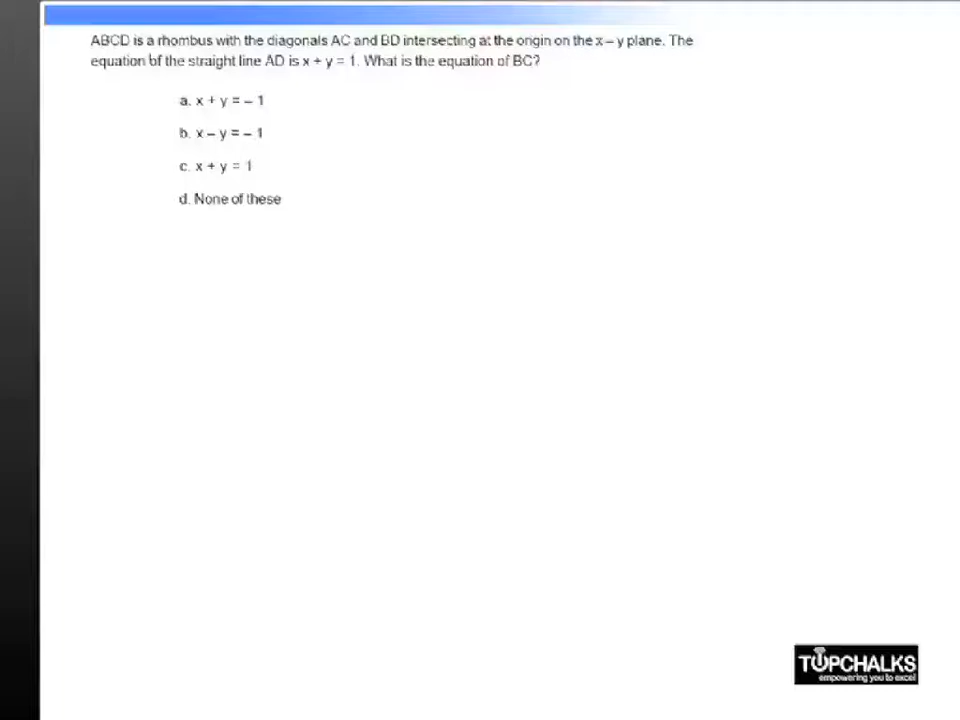 ABCD is a rhombus with the diagonals AC and BD intersecting at the origin on the x – y plane. The
equation of the straight line AD is x + y = 1. What is the equation of BC?
a. x + y = – 1
b. x – y = – 1
c. x + y = 1
d. None of these
TOPCHALKS
empowering you to excel